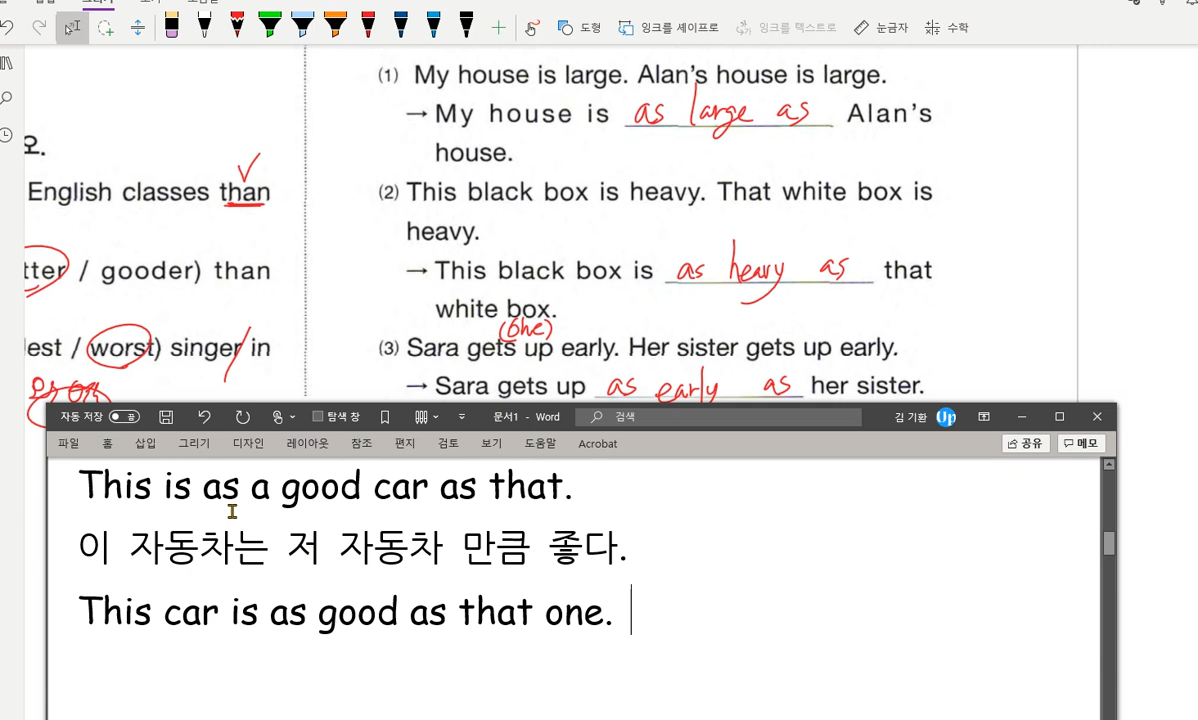 도형 잉크를 셰이프로 잉크를 텍스트로 눈금자 수학
요.
English classes than
tter / gooder) than
lest / worst) singer in
(1) My house is large. Alan's house is large.
→ My house is as large as Alan's
house.
(2) This black box is heavy. That white box is
heavy.
→ This black box is as heavy as that
white box.
(she)
(3) Sara gets up early. Her sister gets up early.
→ Sara gets up as early as her sister.
자동 저장 끔 탐색 창 문서1 - Word 검색 김 기환 Up
파일 홈 삽입 그리기 디자인 레이아웃 참조 편지 검토 보기 도움말 Acrobat 공유 메모
This is as a good car as that.
이 자동차는 저 자동차 만큼 좋다.
This car is as good as that one.